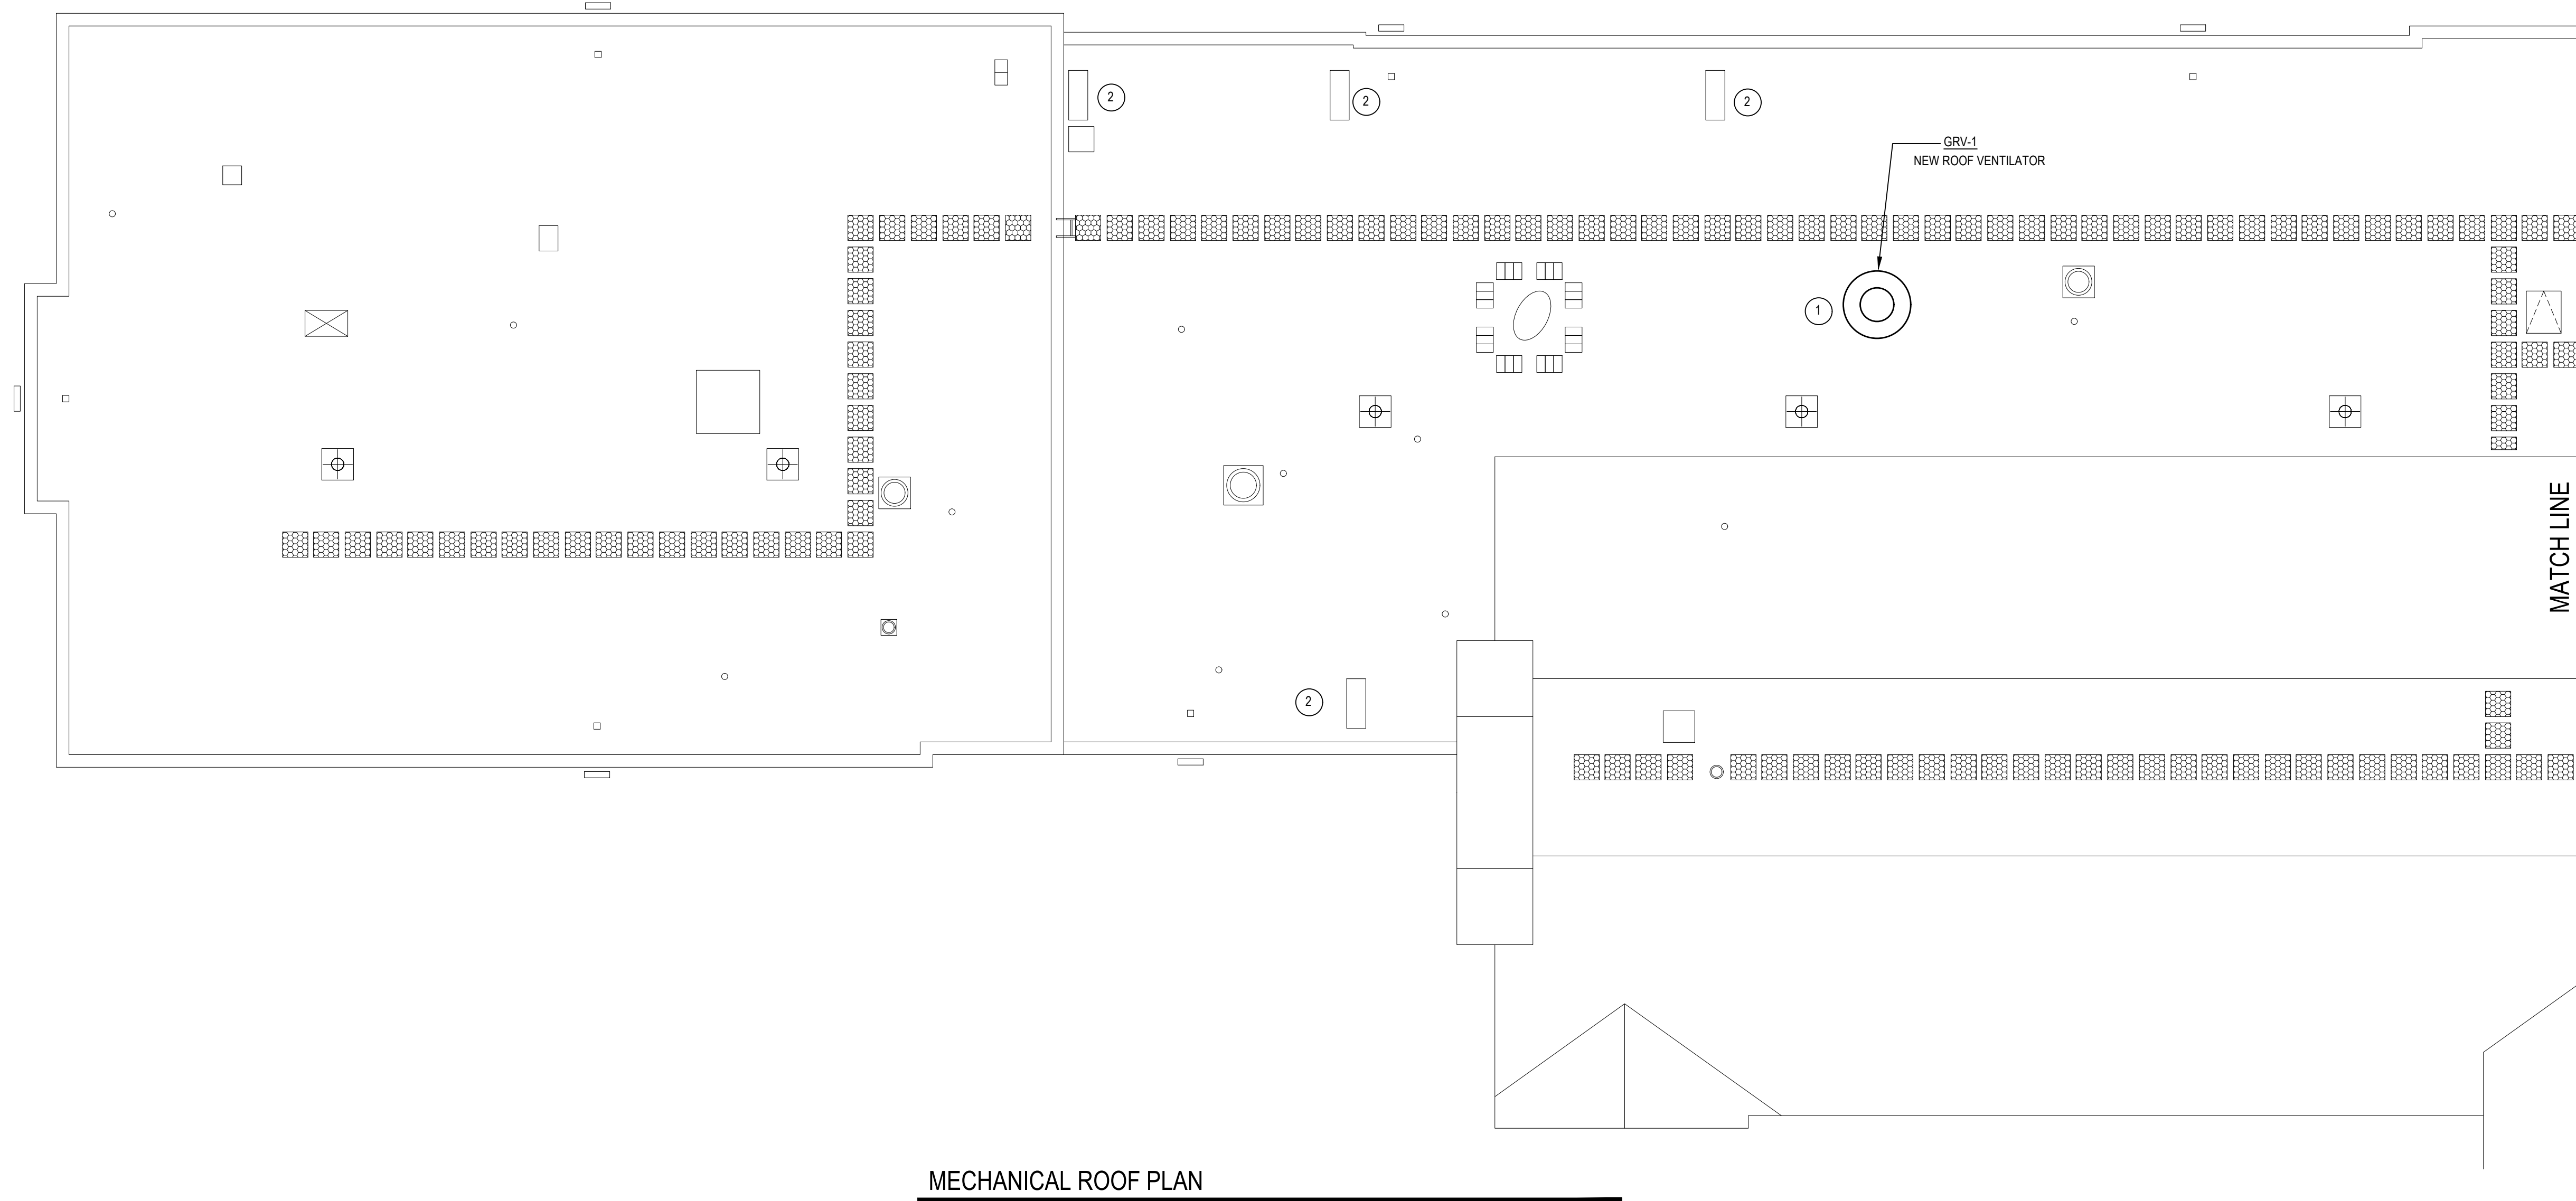 2
2
2
GRV-1
NEW ROOF VENTILATOR
1
MATCH LINE
2
MECHANICAL ROOF PLAN